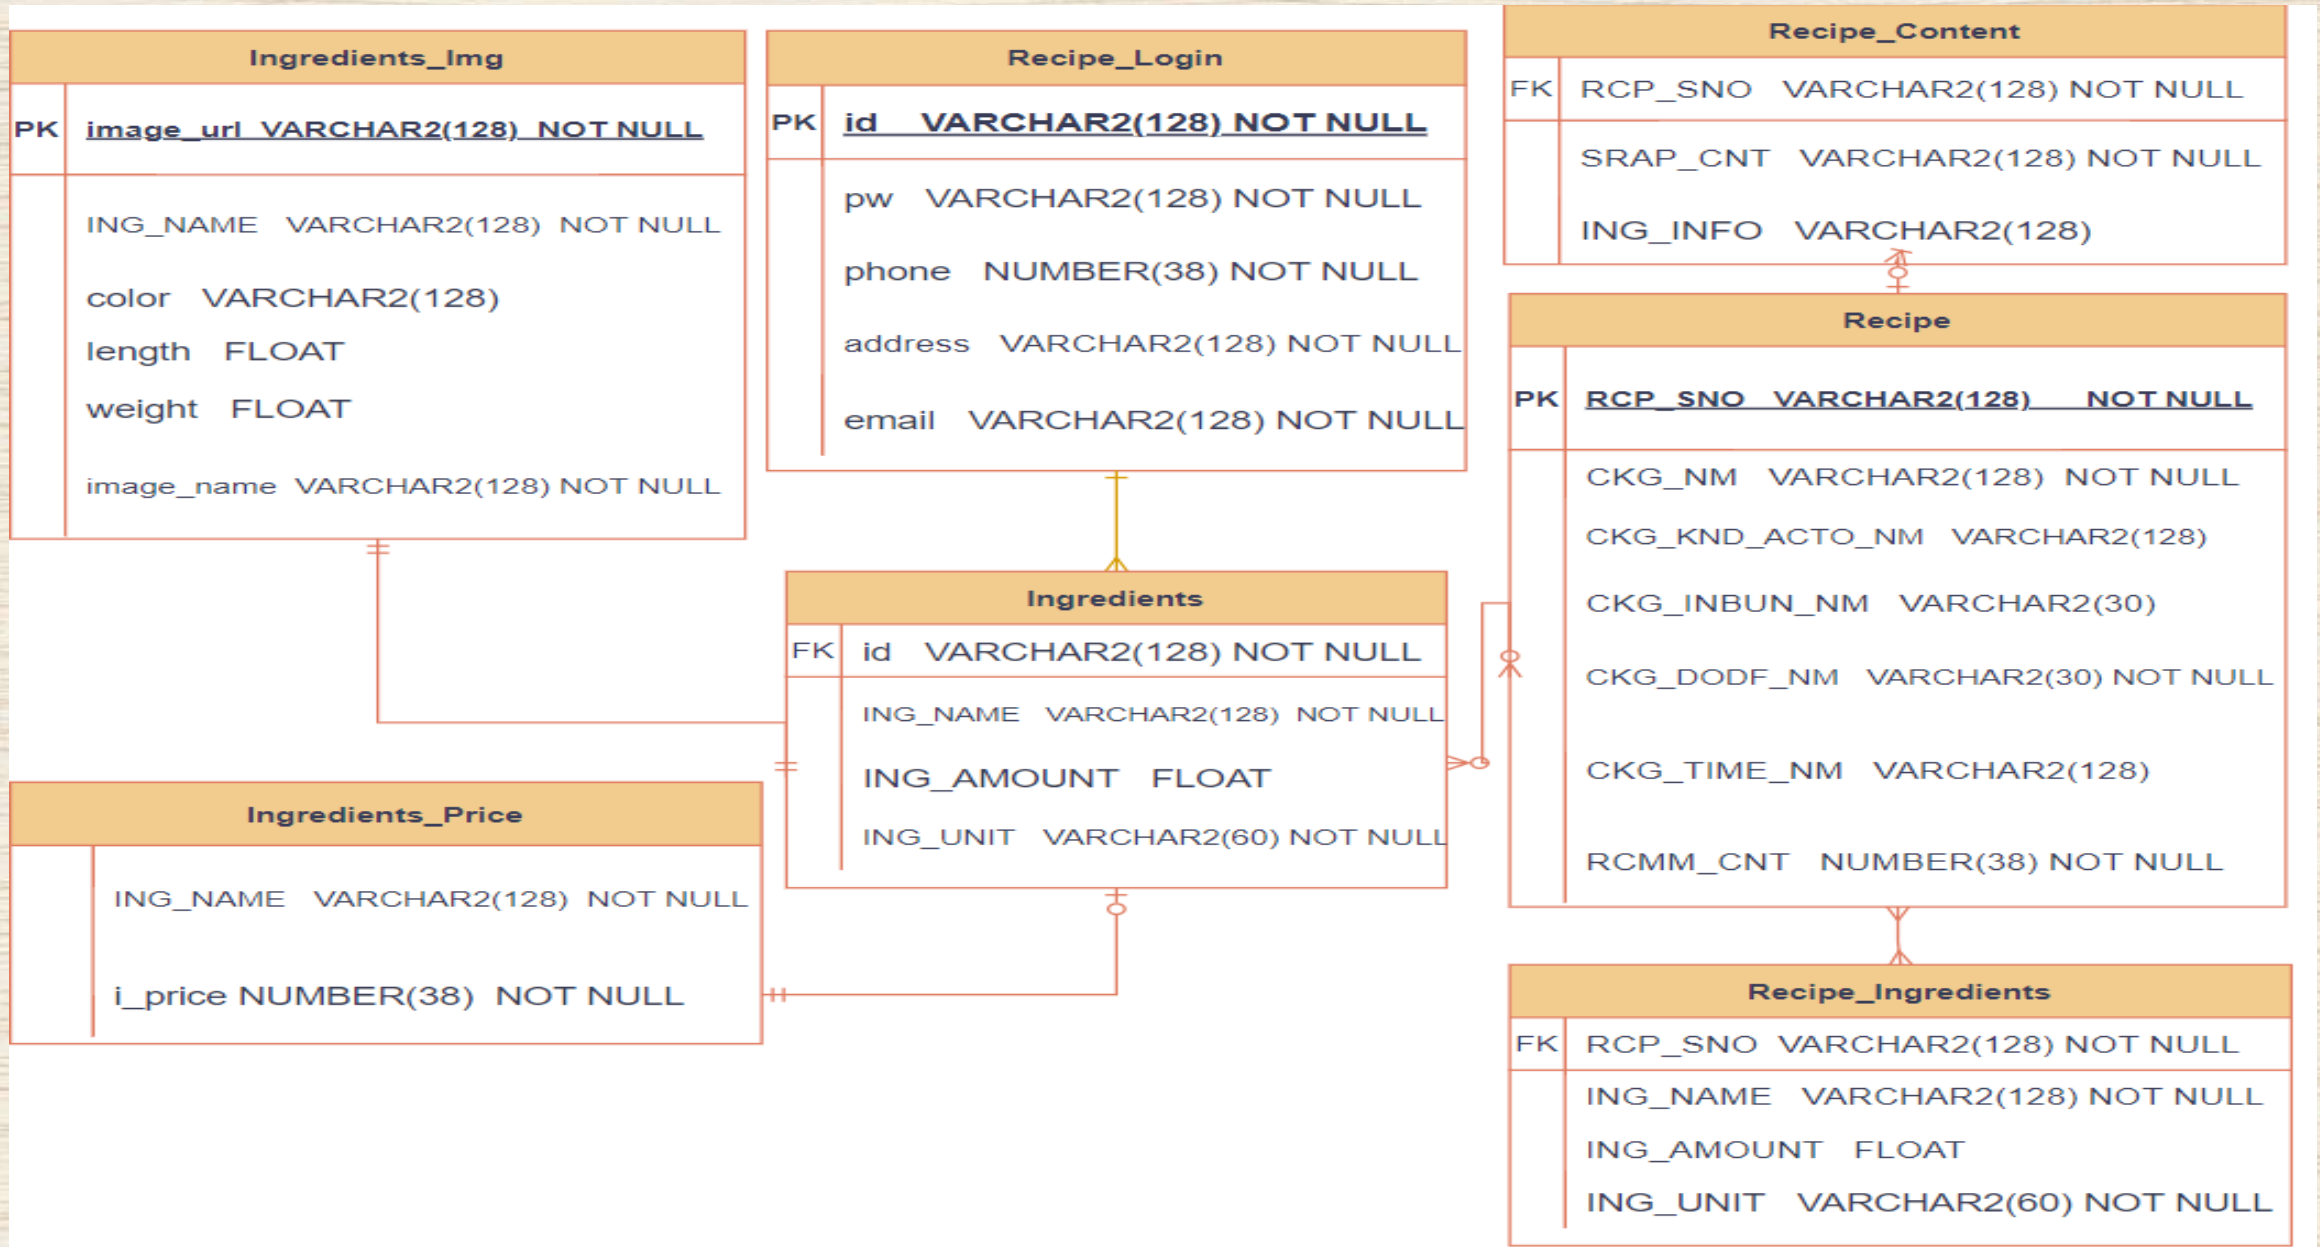 Ingredients_Img
PK image_url VARCHAR2(128) NOT NULL
ING_NAME VARCHAR2(128) NOT NULL
color VARCHAR2(128)
length FLOAT
weight FLOAT
image_name VARCHAR2(128) NOT NULL
Recipe_Login
PK id VARCHAR2(128) NOT NULL
pw VARCHAR2(128) NOT NULL
phone NUMBER(38) NOT NULL
address VARCHAR2(128) NOT NULL
email VARCHAR2(128) NOT NULL
Recipe_Content
FK RCP_SNO VARCHAR2(128) NOT NULL
SRAP_CNT VARCHAR2(128) NOT NULL
ING_INFO VARCHAR2(128)
Ingredients
FK id VARCHAR2(128) NOT NULL
ING_NAME VARCHAR2(128) NOT NULL
ING_AMOUNT FLOAT
ING_UNIT VARCHAR2(60) NOT NULL
Recipe
PK RCP_SNO VARCHAR2(128) NOT NULL
CKG_NM VARCHAR2(128) NOT NULL
CKG_KND_ACTO_NM VARCHAR2(128)
CKG_INBUN_NM VARCHAR2(30)
CKG_DODF_NM VARCHAR2(30) NOT NULL
CKG_TIME_NM VARCHAR2(128)
RCMM_CNT NUMBER(38) NOT NULL
Ingredients_Price
ING_NAME VARCHAR2(128) NOT NULL
i_price NUMBER(38) NOT NULL
Recipe_Ingredients
FK RCP_SNO VARCHAR2(128) NOT NULL
ING_NAME VARCHAR2(128) NOT NULL
ING_AMOUNT FLOAT
ING_UNIT VARCHAR2(60) NOT NULL